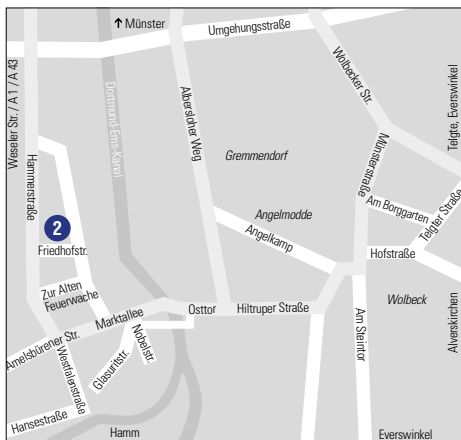 ↑ Münster
Umgehungsstraße
Weseler Str. / A 1 / A 43
Dortmund-Ems-Kanal
Albersloher Weg
Wolbecker Str.
Telgte, Everswinkel
Hammerstraße
Gremmendorf
Münsterstraße
2
Am Borggarten
Telgter Straße
Angelmodde
Angelkamp
Friedhofstr.
Hofstraße
Zur Alten
Feuerwache
Marktallee
Osttor
Hiltruper Straße
Wolbeck
Am Steintor
Alverskirchen
Amelsbürener Str.
Westfalenstraße
Glasuritstr.
Nobelstr.
Hansestraße
Hamm
Everswinkel